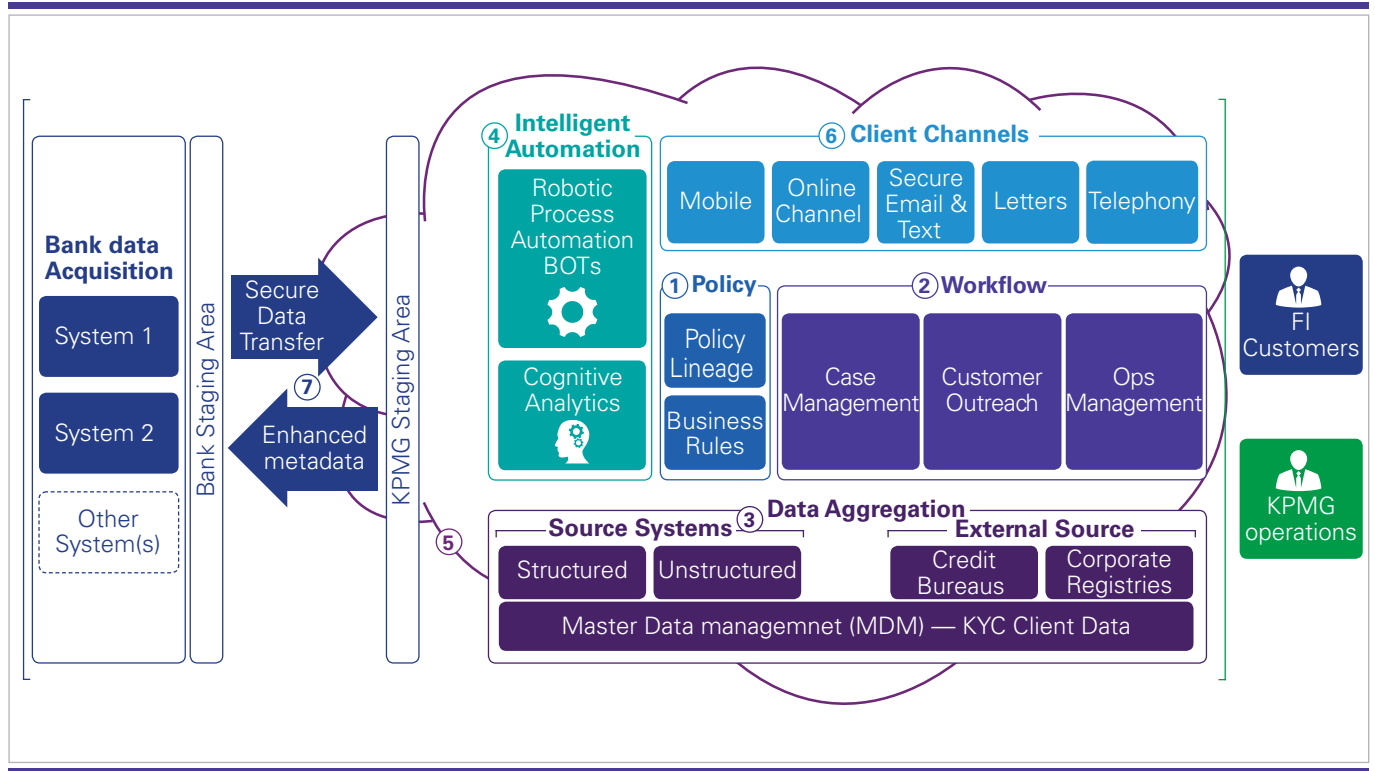 Bank data
Acquisition
System 1
System 2
Other
System(s)
Bank Staging Area
Secure
Data
Transfer
7
Enhanced
metadata
KPMG Staging Area
5
4
Intelligent
Automation
Robotic
Process
Automation
BOTs
Cognitive
Analytics
6 Client Channels
Mobile
Online
Channel
Secure
Email &
Text
Letters
Telephony
1 Policy
Policy
Lineage
Business
Rules
2 Workflow
Case
Management
Customer
Outreach
Ops
Management
3 Data Aggregation
Source Systems
Structured
Unstructured
External Source
Credit
Bureaus
Corporate
Registries
Master Data managemnet (MDM) — KYC Client Data
FI
Customers
KPMG
operations